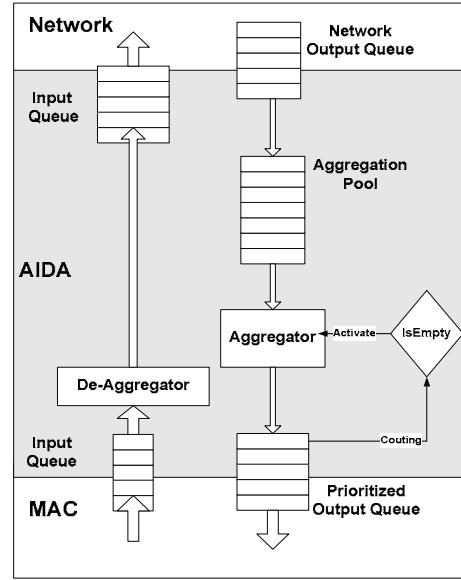 Network
Network
Output Queue
Input
Queue
Aggregation
Pool
AIDA
Aggregator
Activate
IsEmpty
De-Aggregator
Input
Queue
Couting
MAC
Prioritized
Output Queue